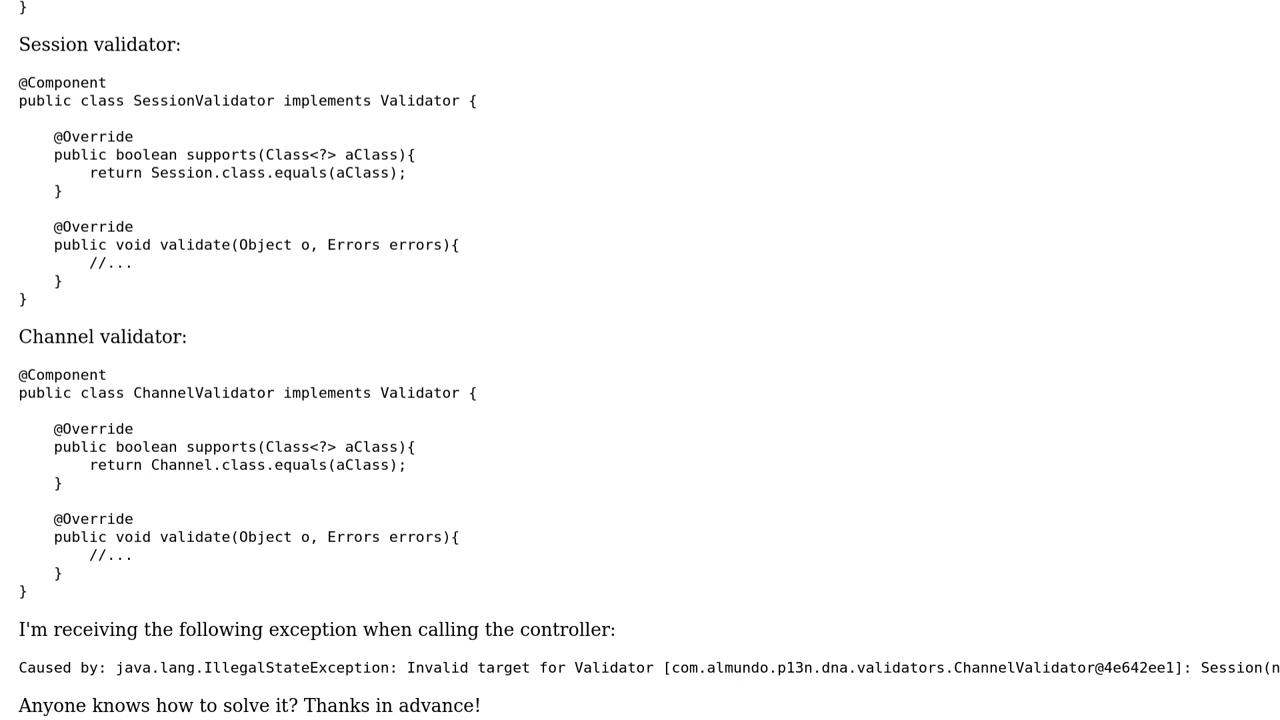 }
Session validator:
@Component
public class SessionValidator implements Validator {
    @Override
    public boolean supports(Class<?> aClass){
        return Session.class.equals(aClass);
    }
    @Override
    public void validate(Object o, Errors errors){
        //...
    }
}
Channel validator:
@Component
public class ChannelValidator implements Validator {
    @Override
    public boolean supports(Class<?> aClass){
        return Channel.class.equals(aClass);
    }
    @Override
    public void validate(Object o, Errors errors){
        //...
    }
}
I'm receiving the following exception when calling the controller:
Caused by: java.lang.IllegalStateException: Invalid target for Validator [com.almundo.p13n.dna.validators.ChannelValidator@4e642ee1]: Session(n
Anyone knows how to solve it? Thanks in advance!